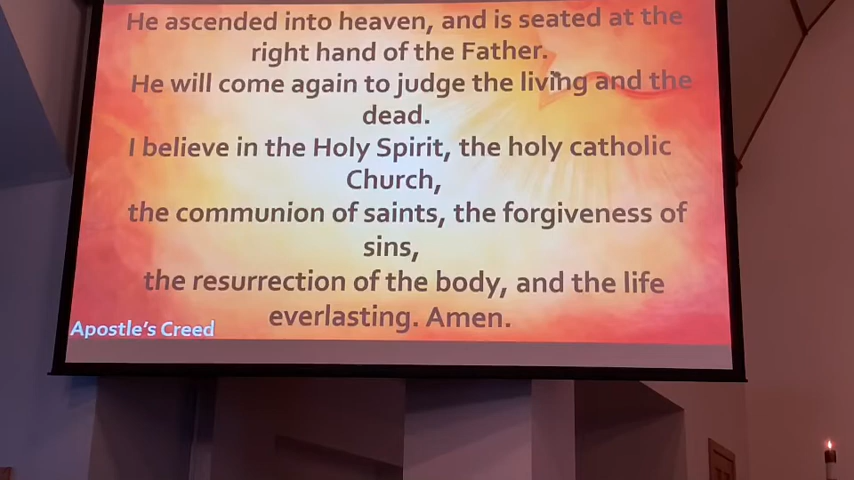 He ascended into heaven, and is seated at the
right hand of the Father.
He will come again to judge the living and the
dead.
I believe in the Holy Spirit, the holy catholic
Church,
the communion of saints, the forgiveness of
sins,
the resurrection of the body, and the life
everlasting. Amen.
Apostle's Creed